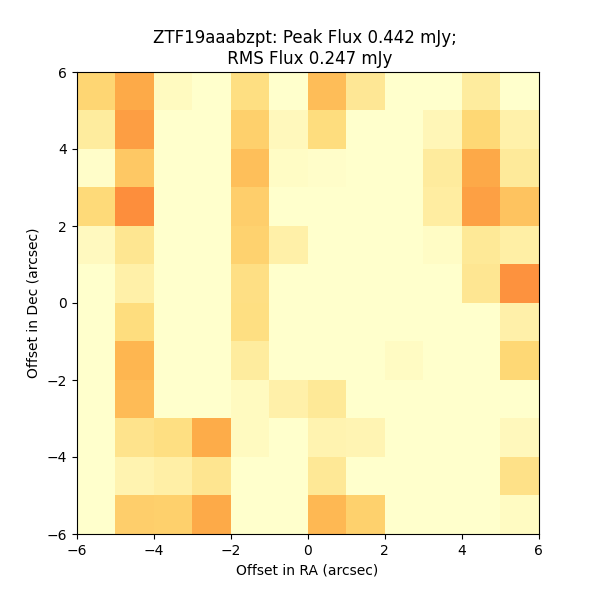 ZTF19aaabzpt: Peak Flux 0.442 mJy;
RMS Flux 0.247 mJy
6
4
2
0
−2
−4
−6
Offset in Dec (arcsec)
−6 −4 −2 0 2 4 6
Offset in RA (arcsec)